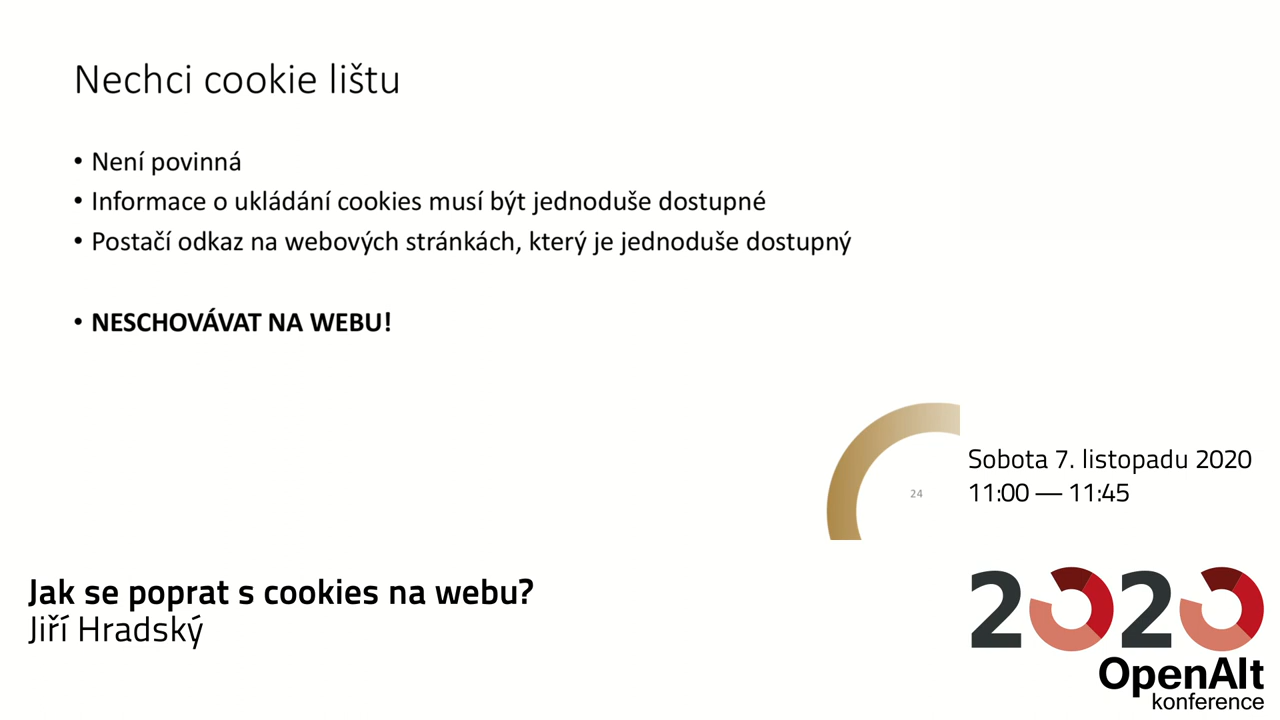 Nechci cookie lištu
• Není povinná
• Informace o ukládání cookies musí být jednoduše dostupné
• Postačí odkaz na webových stránkách, který je jednoduše dostupný
• NESCHOVÁVAT NA WEBU!
24
Sobota 7. listopadu 2020
11:00 — 11:45
Jak se poprat s cookies na webu?
Jiří Hradský
2020
OpenAlt
konference